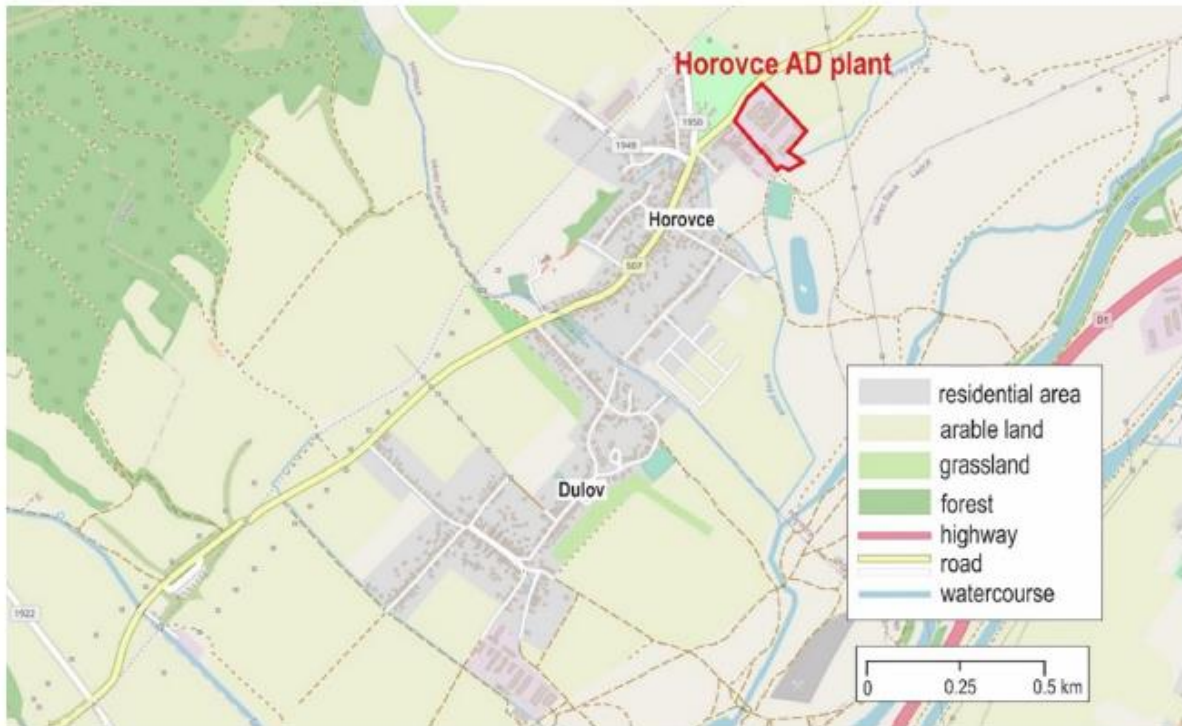 Horovce AD plant
1950
1949
Horovce
507
D1
Dulov
1922
residential area
arable land
grassland
forest
highway
road
watercourse
0
0.25
0.5 km